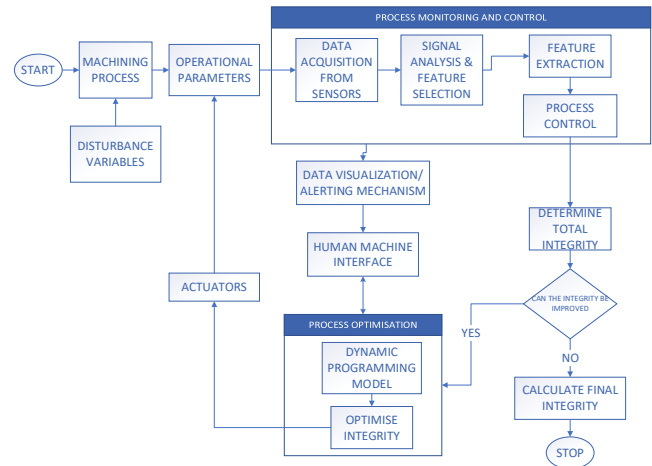 PROCESS MONITORING AND CONTROL
START
MACHINING
PROCESS
OPERATIONAL
PARAMETERS
DATA
ACQUISITION
FROM
SENSORS
SIGNAL
ANALYSIS &
FEATURE
SELECTION
FEATURE
EXTRACTION
PROCESS
CONTROL
DISTURBANCE
VARIABLES
DATA VISUALIZATION/
ALERTING MECHANISM
DETERMINE
TOTAL
INTEGRITY
HUMAN MACHINE
INTERFACE
ACTUATORS
CAN THE INTEGRITY BE
IMPROVED
YES
NO
PROCESS OPTIMISATION
DYNAMIC
PROGRAMMING
MODEL
OPTIMISE
INTEGRITY
CALCULATE FINAL
INTEGRITY
STOP